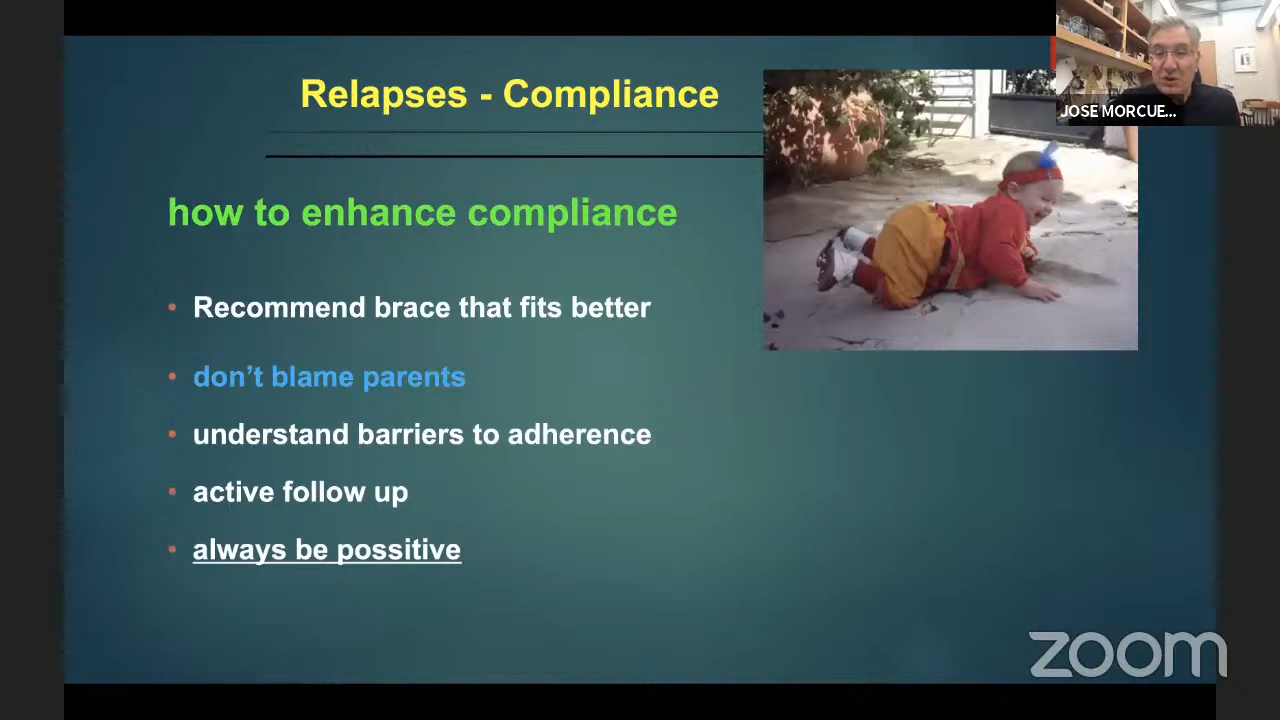 Relapses - Compliance
JOSE MORCUE...
how to enhance compliance
• Recommend brace that fits better
• don’t blame parents
• understand barriers to adherence
• active follow up
• always be possitive
zoom